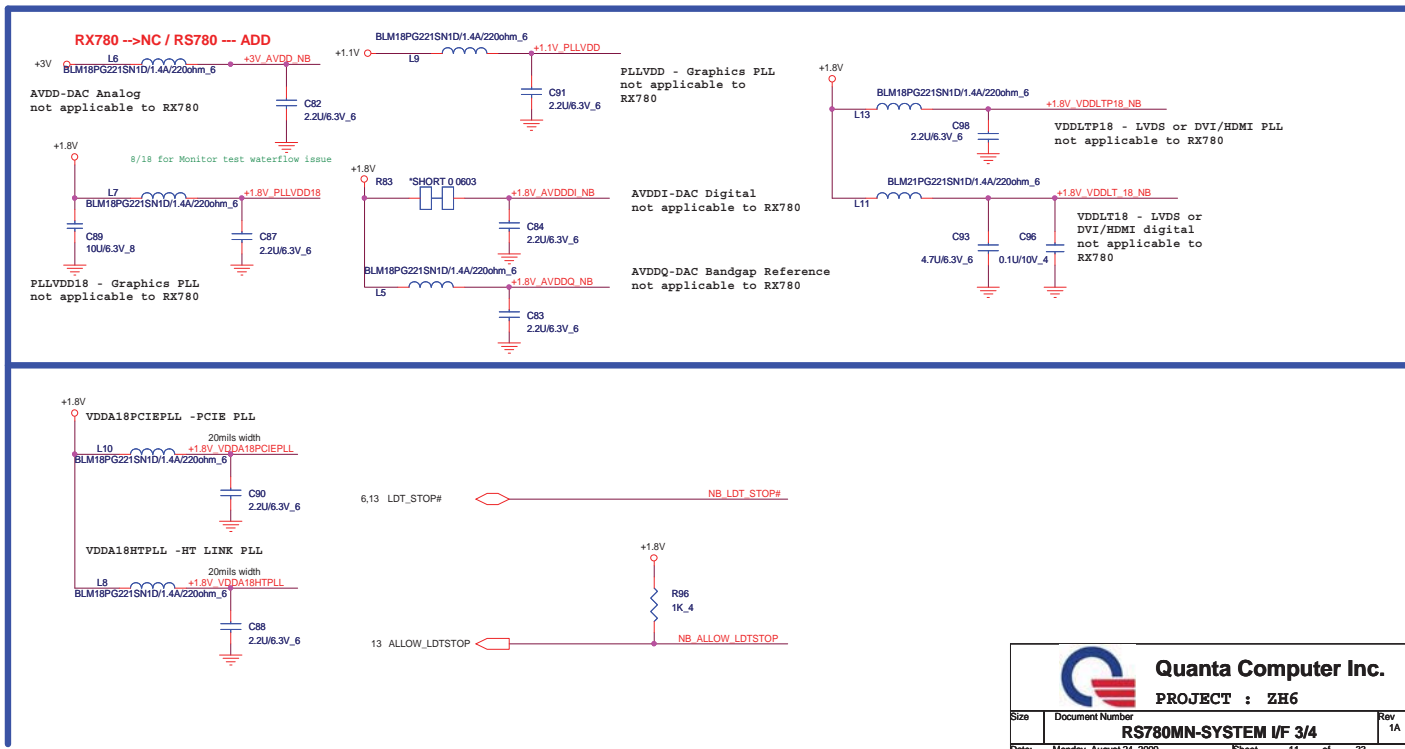 RX780 -->NC / RS780 --- ADD
+3V
L6
BLM18PG221SN1D/1.4A/220ohm_6
+3V_AVDD_NB
AVDD-DAC Analog
not applicable to RX780
C82
2.2U/6.3V_6
+1.1V
BLM18PG221SN1D/1.4A/220ohm_6
L9
+1.1V_PLLVDD
C91
2.2U/6.3V_6
PLLVDD - Graphics PLL
not applicable to
RX780
+1.8V
BLM18PG221SN1D/1.4A/220ohm_6
L13
+1.8V_VDDLTP18_NB
C98
2.2U/6.3V_6
VDDLTP18 - LVDS or DVI/HDMI PLL
not applicable to RX780
BLM21PG221SN1D/1.4A/220ohm_6
L11
+1.8V_VDDLT_18_NB
C93
4.7U/6.3V_6
C96
0.1U/10V_4
VDDLT18 - LVDS or
DVI/HDMI digital
not applicable to
RX780
+1.8V
8/18 for Monitor test waterflow issue
L7
BLM18PG221SN1D/1.4A/220ohm_6
+1.8V_PLLVDD18
C89
10U/6.3V_8
C87
2.2U/6.3V_6
PLLVDD18 - Graphics PLL
not applicable to RX780
+1.8V
R83
*SHORT 0 0603
+1.8V_AVDDDI_NB
C84
2.2U/6.3V_6
AVDDI-DAC Digital
not applicable to RX780
BLM18PG221SN1D/1.4A/220ohm_6
L5
+1.8V_AVDDQ_NB
C83
2.2U/6.3V_6
AVDDQ-DAC Bandgap Reference
not applicable to RX780
+1.8V
VDDA18PCIEPLL -PCIE PLL
20mils width
L10
BLM18PG221SN1D/1.4A/220ohm_6
+1.8V_VDDA18PCIEPLL
C90
2.2U/6.3V_6
VDDA18HTPLL -HT LINK PLL
20mils width
L8
BLM18PG221SN1D/1.4A/220ohm_6
+1.8V_VDDA18HTPLL
C88
2.2U/6.3V_6
6,13 LDT_STOP#
NB_LDT_STOP#
+1.8V
R96
1K_4
13 ALLOW_LDTSTOP
NB_ALLOW_LDTSTOP
Quanta Computer Inc.
PROJECT : ZH6
Size
Document Number
Rev
RS780MN-SYSTEM I/F 3/4
1A
Date: Monday, August 24, 2009
Sheet 11 of 33